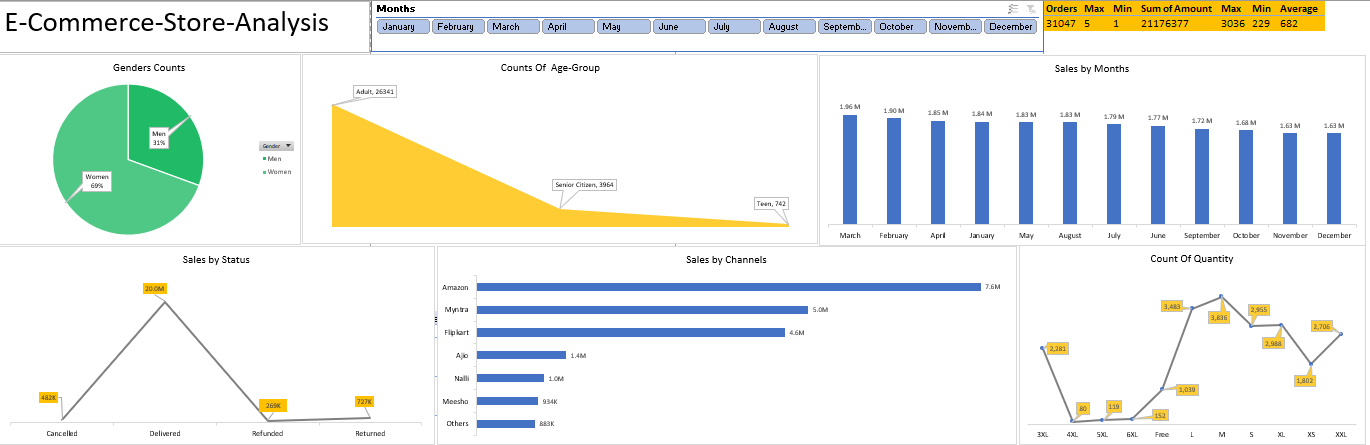 E-Commerce-Store-Analysis
Months
January February March April May June July August Septemb... October Novemb... December
Orders Max Min Sum of Amount Max Min Average
31047 5 1 21176377 3036 229 682
Genders Counts
Men
31%
Women
69%
Gender
Men
Women
Counts Of Age-Group
Adult, 26341
Senior Citizen, 3964
Teen, 742
Sales by Months
1.96 M 1.90 M 1.85 M 1.84 M 1.83 M 1.83 M 1.79 M 1.77 M 1.72 M 1.68 M 1.63 M 1.63 M
March February April January May August July June September October November December
Sales by Status
20.0M
482K
269K
727K
Cancelled Delivered Refunded Returned
Sales by Channels
Amazon 7.6M
Myntra 5.0M
Flipkart 4.6M
Ajio 1.4M
Nalli 1.0M
Meesho 934K
Others 883K
Count Of Quantity
2,281
80
119
152
1,039
3,483
3,836
2,955
2,988
1,802
2,706
3XL 4XL 5XL 6XL Free L M S XL XS XXL